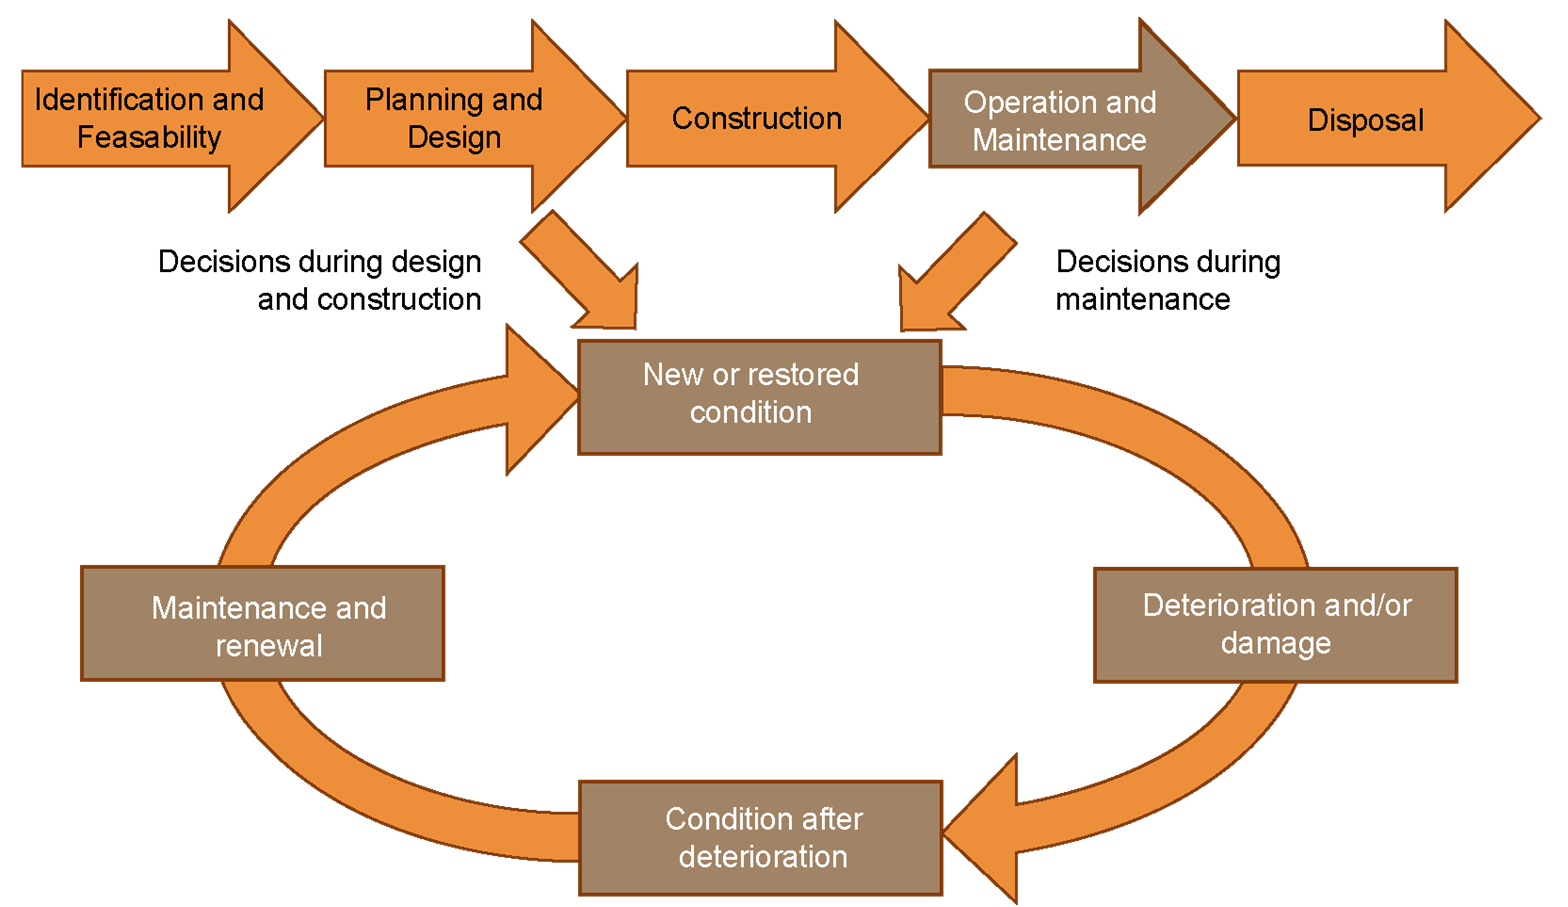 Identification and
Feasability
Planning and
Design
Construction
Operation and
Maintenance
Disposal
Decisions during design
and construction
Decisions during
maintenance
New or restored
condition
Maintenance and
renewal
Deterioration and/or
damage
Condition after
deterioration